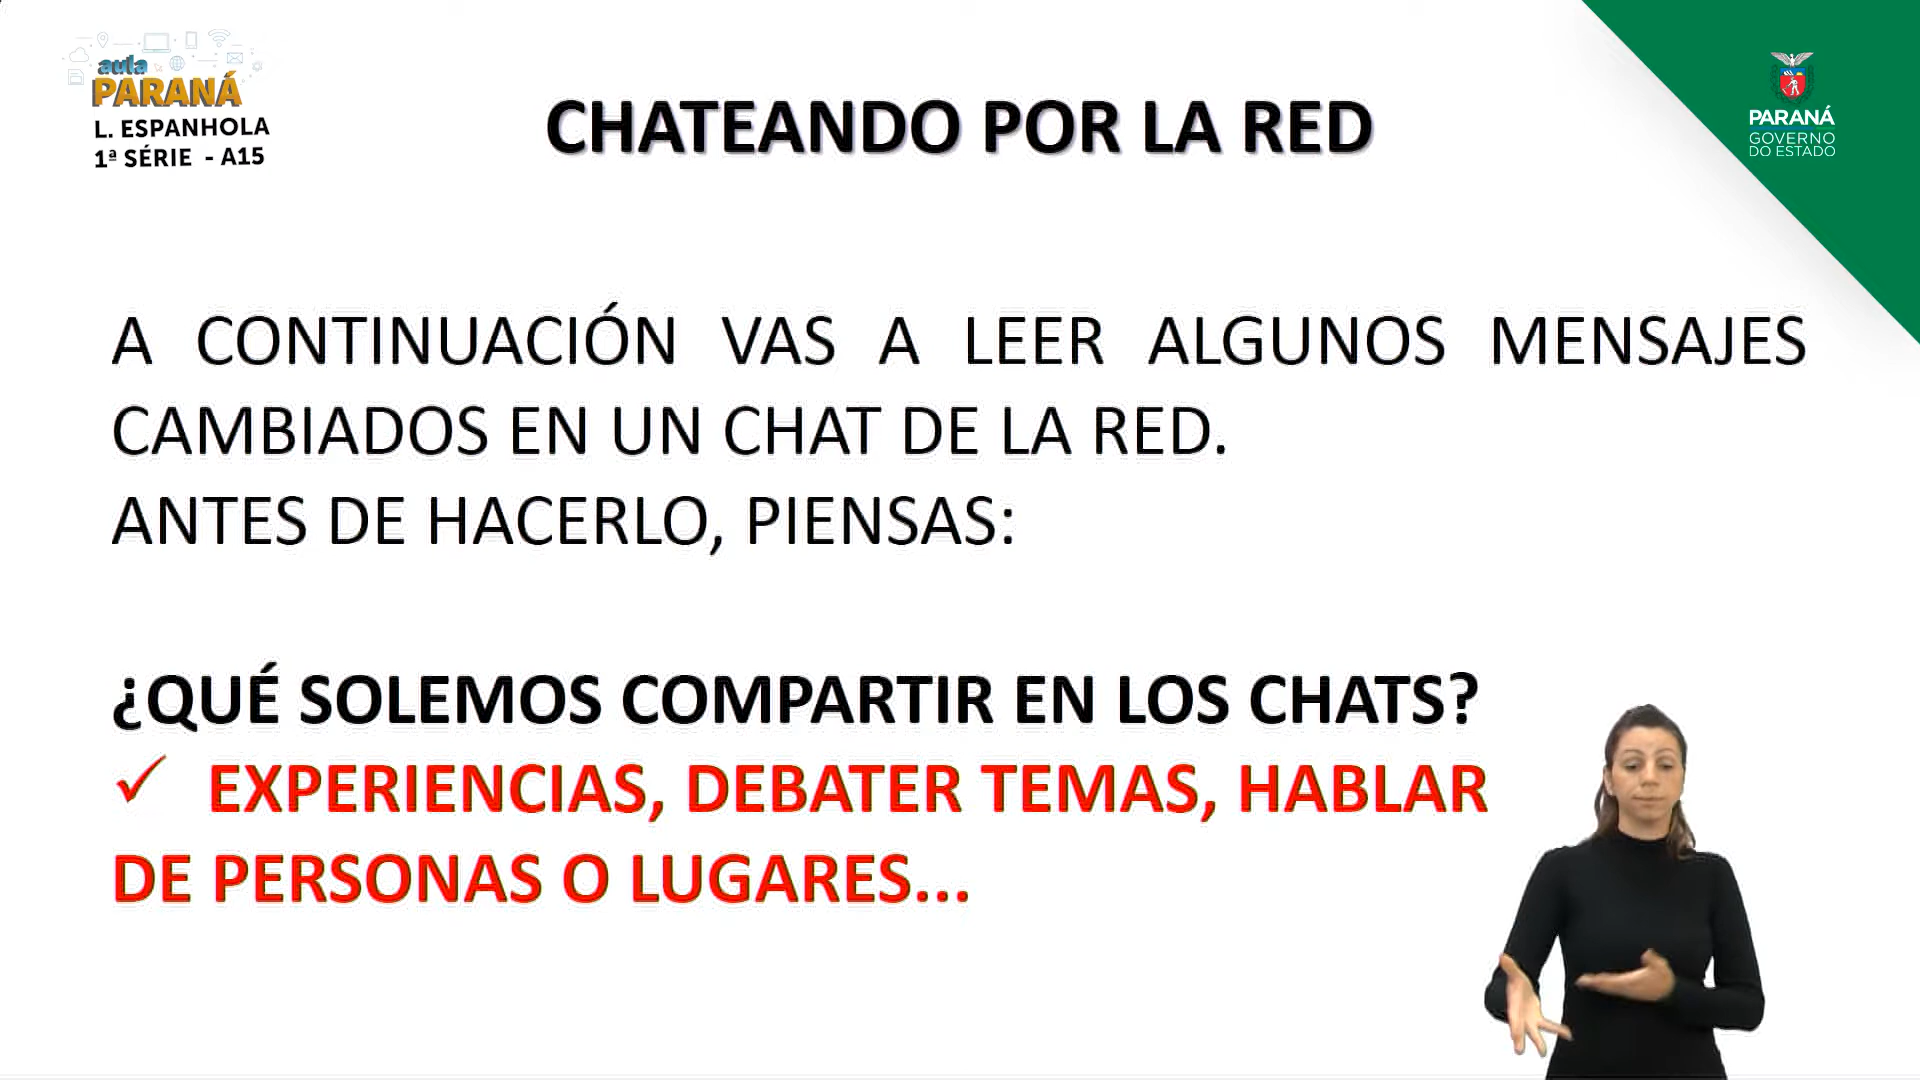 aula
PARANÁ
L. ESPANHOLA
1ª SÉRIE - A15
CHATEANDO POR LA RED
PARANÁ
GOVERNO
DO ESTADO
A CONTINUACIÓN VAS A LEER ALGUNOS MENSAJES
CAMBIADOS EN UN CHAT DE LA RED.
ANTES DE HACERLO, PIENSAS:
¿QUÉ SOLEMOS COMPARTIR EN LOS CHATS?
✓ EXPERIENCIAS, DEBATER TEMAS, HABLAR
DE PERSONAS O LUGARES...